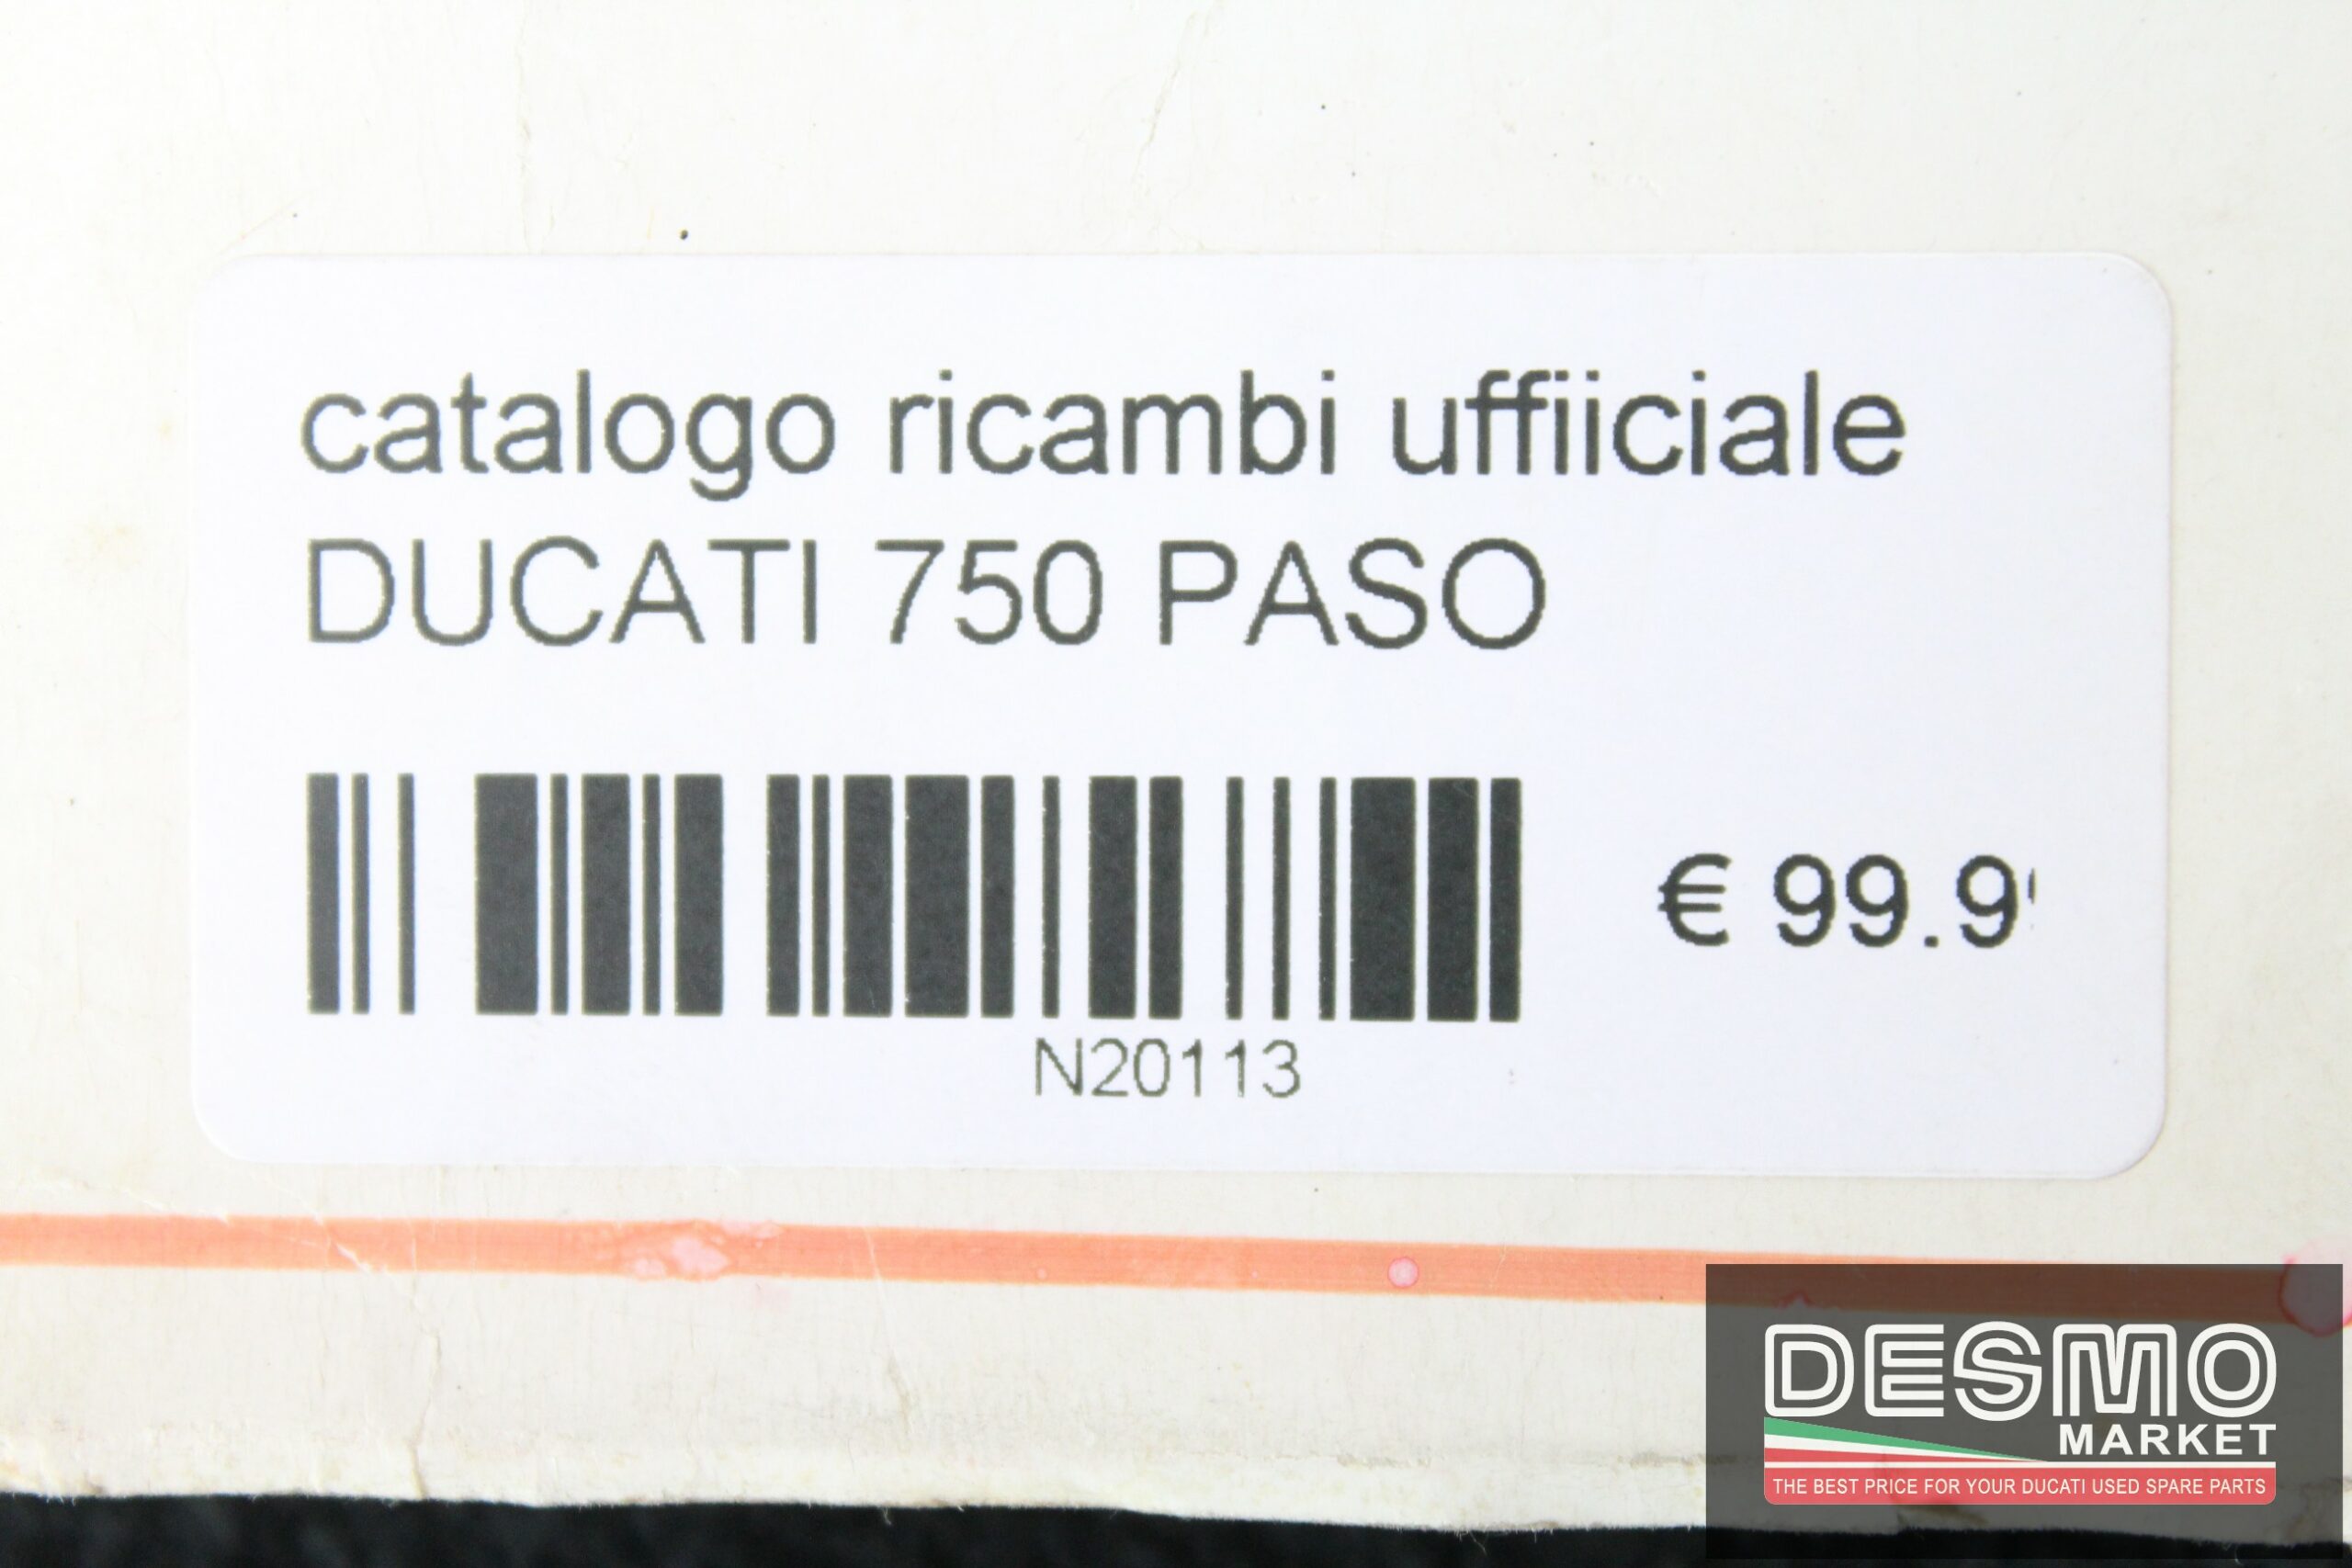 catalogo ricambi uffiiciale
DUCATI 750 PASO
€ 99.9
N20113
DESMO
MARKET
THE BEST PRICE FOR YOUR DUCATI USED SPARE PARTS